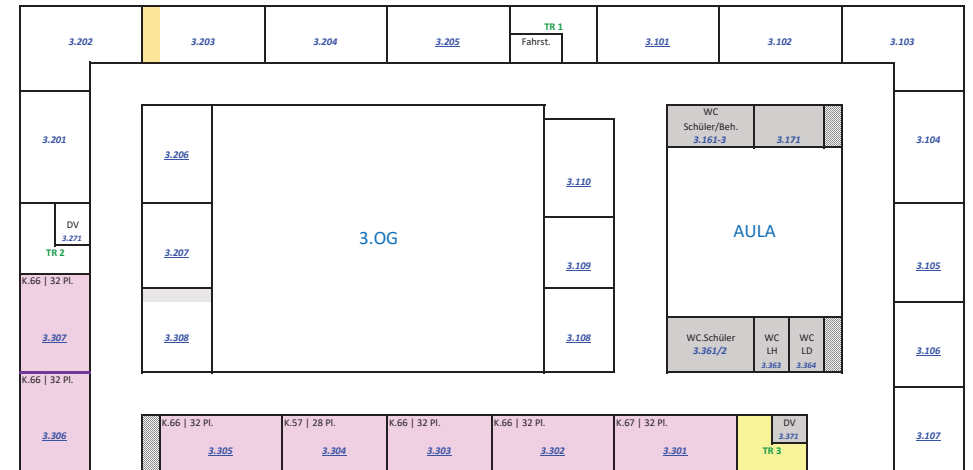 TR 1
3.202
3.203
3.204
3.205
Fahrst.
3.101
3.102
3.103
WC
Schüler/Beh.
3.161-3
3.171
3.201
3.206
3.110
3.104
DV
3.271
TR 2
3.207
3.OG
AULA
3.109
3.105
K.66 | 32 Pl.
3.307
3.308
3.108
WC.Schüler
3.361/2
WC
LH
3.363
WC
LD
3.364
3.106
K.66 | 32 Pl.
3.306
K.66 | 32 Pl.
3.305
K.57 | 28 Pl.
3.304
K.66 | 32 Pl.
3.303
K.66 | 32 Pl.
3.302
K.67 | 32 Pl.
3.301
DV
3.371
TR 3
3.107